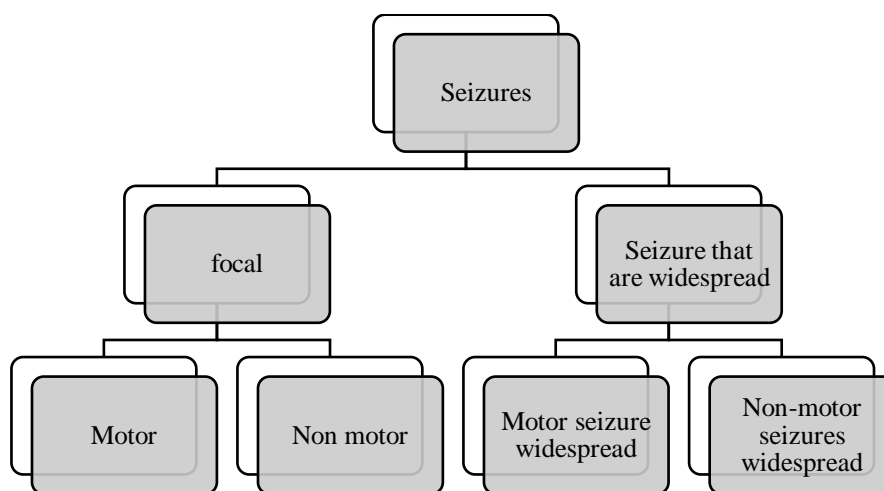 Seizures
focal
Seizure that
are widespread
Motor
Non motor
Motor seizure
widespread
Non-motor
seizures
widespread